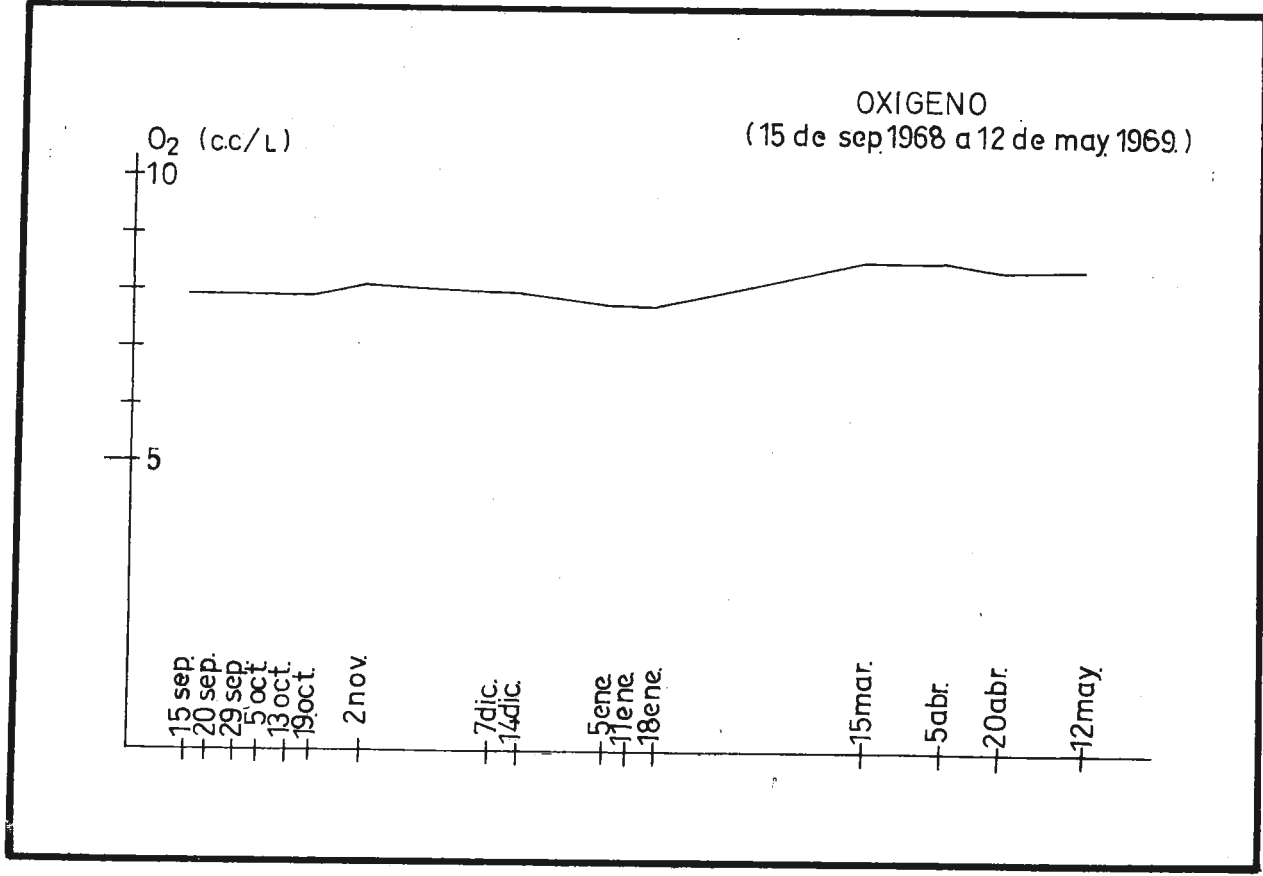 OXIGENO
(15 de sep. 1968 a 12 de may. 1969.)
O2 (c.c/L)
10
5
15 sep.
20 sep.
29 sep
5 oct.
13 oct.
19 oct.
2 nov.
7 dic.
14 dic.
5 ene
11 ene
18 ene.
15 mar.
5 abr.
20 abr.
12 may.